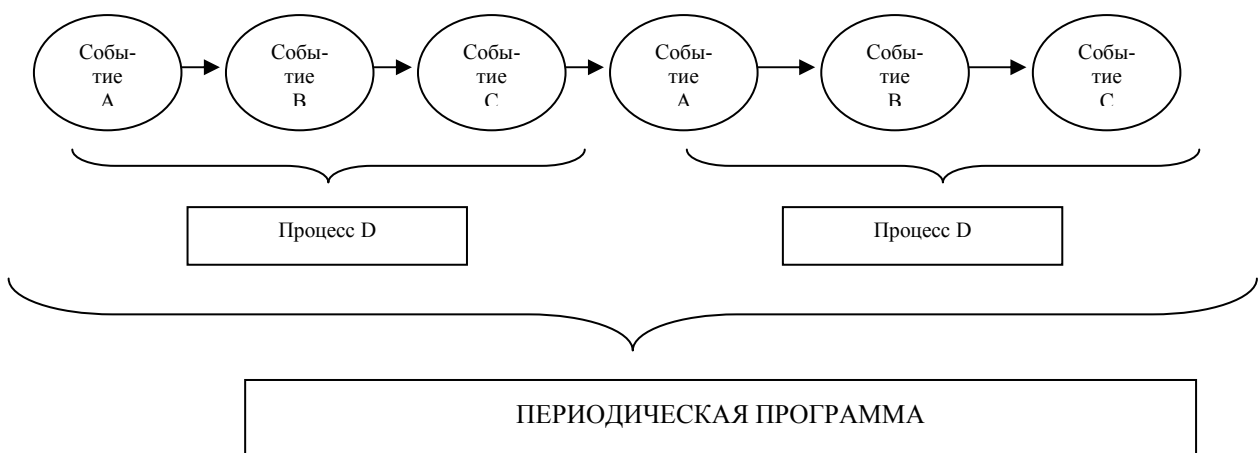 Собы-
тие
A
Собы-
тие
B
Собы-
тие
C
Собы-
тие
A
Собы-
тие
B
Собы-
тие
C
Процесс D
Процесс D
ПЕРИОДИЧЕСКАЯ ПРОГРАММА